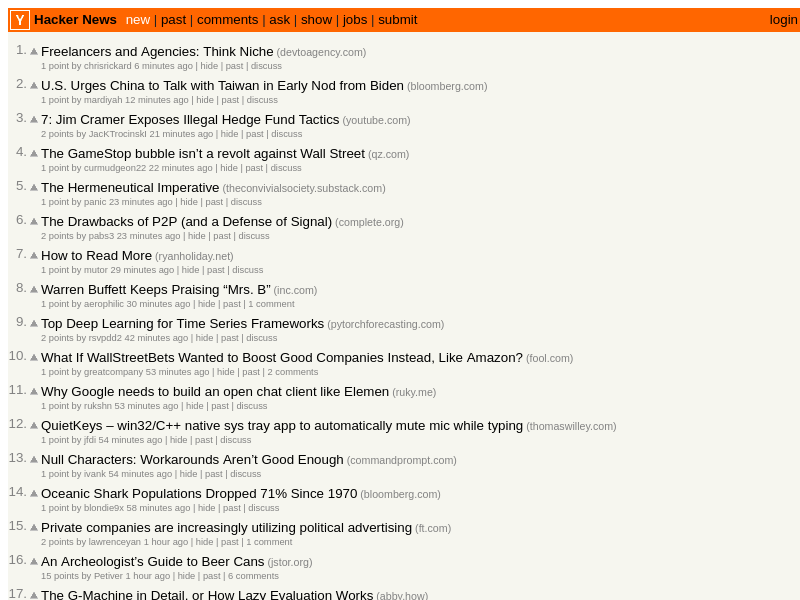 Y Hacker News new | past | comments | ask | show | jobs | submit login
1. Freelancers and Agencies: Think Niche (devtoagency.com)
1 point by chrisrickard 6 minutes ago | hide | past | discuss
2. U.S. Urges China to Talk with Taiwan in Early Nod from Biden (bloomberg.com)
1 point by mardiyah 12 minutes ago | hide | past | discuss
3. 7: Jim Cramer Exposes Illegal Hedge Fund Tactics (youtube.com)
2 points by JacKTrocinskI 21 minutes ago | hide | past | discuss
4. The GameStop bubble isn’t a revolt against Wall Street (qz.com)
1 point by curmudgeon22 22 minutes ago | hide | past | discuss
5. The Hermeneutical Imperative (theconvivialsociety.substack.com)
1 point by panic 23 minutes ago | hide | past | discuss
6. The Drawbacks of P2P (and a Defense of Signal) (complete.org)
2 points by pabs3 23 minutes ago | hide | past | discuss
7. How to Read More (ryanholiday.net)
1 point by mutor 29 minutes ago | hide | past | discuss
8. Warren Buffett Keeps Praising “Mrs. B” (inc.com)
1 point by aerophilic 30 minutes ago | hide | past | 1 comment
9. Top Deep Learning for Time Series Frameworks (pytorchforecasting.com)
2 points by rsvpdd2 42 minutes ago | hide | past | discuss
10. What If WallStreetBets Wanted to Boost Good Companies Instead, Like Amazon? (fool.com)
1 point by greatcompany 53 minutes ago | hide | past | 2 comments
11. Why Google needs to build an open chat client like Elemen (ruky.me)
1 point by rukshn 53 minutes ago | hide | past | discuss
12. QuietKeys – win32/C++ native sys tray app to automatically mute mic while typing (thomaswilley.com)
1 point by jfdi 54 minutes ago | hide | past | discuss
13. Null Characters: Workarounds Aren’t Good Enough (commandprompt.com)
1 point by ivank 54 minutes ago | hide | past | discuss
14. Oceanic Shark Populations Dropped 71% Since 1970 (bloomberg.com)
1 point by blondie9x 58 minutes ago | hide | past | discuss
15. Private companies are increasingly utilizing political advertising (ft.com)
2 points by lawrenceyan 1 hour ago | hide | past | 1 comment
16. An Archeologist’s Guide to Beer Cans (jstor.org)
15 points by Petiver 1 hour ago | hide | past | 6 comments
17. The G-Machine in Detail, or How Lazy Evaluation Works (abby.how)